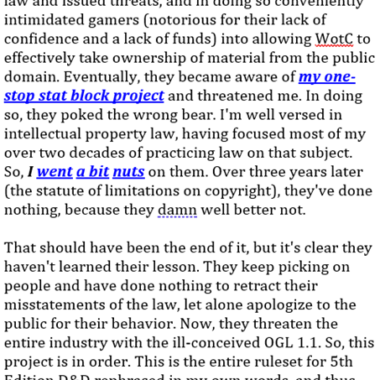 law and issued threats, and in doing so conveniently
intimidated gamers (notorious for their lack of
confidence and a lack of funds) into allowing WotC to
effectively take ownership of material from the public
domain. Eventually, they became aware of my one-
stop stat block project and threatened me. In doing
so, they poked the wrong bear. I'm well versed in
intellectual property law, having focused most of my
over two decades of practicing law on that subject.
So, I went a bit nuts on them. Over three years later
(the statute of limitations on copyright), they've done
nothing, because they damn well better not.
That should have been the end of it, but it's clear they
haven't learned their lesson. They keep picking on
people and have done nothing to retract their
misstatements of the law, let alone apologize to the
public for their behavior. Now, they threaten the
entire industry with the ill-conceived OGL 1.1. So, this
project is in order. This is the entire ruleset for 5th
Edition D&D rephrased in my own words, and thus